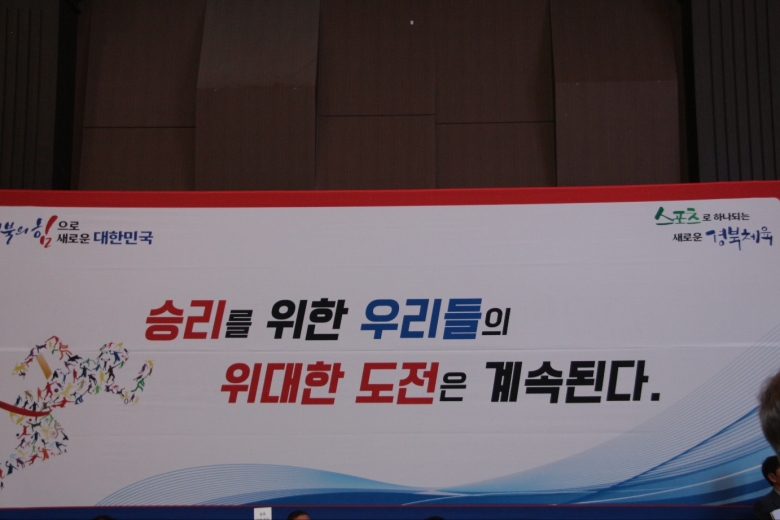 북의 힘으로
새로운 대한민국
스포츠로 하나되는
새로운 경북체육
승리를 위한 우리들의
위대한 도전은 계속된다.